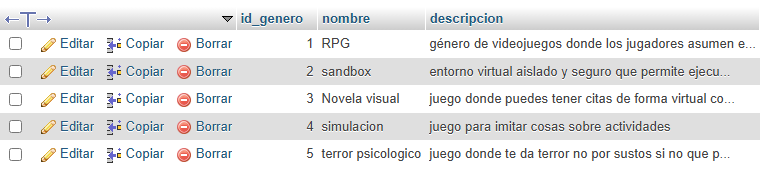 id_genero nombre descripcion
Editar Copiar Borrar 1 RPG género de videojuegos donde los jugadores asumen e...
Editar Copiar Borrar 2 sandbox entorno virtual aislado y seguro que permite ejecu...
Editar Copiar Borrar 3 Novela visual juego donde puedes tener citas de forma virtual co...
Editar Copiar Borrar 4 simulacion juego para imitar cosas sobre actividades
Editar Copiar Borrar 5 terror psicologico juego donde te da terror no por sustos si no que p...